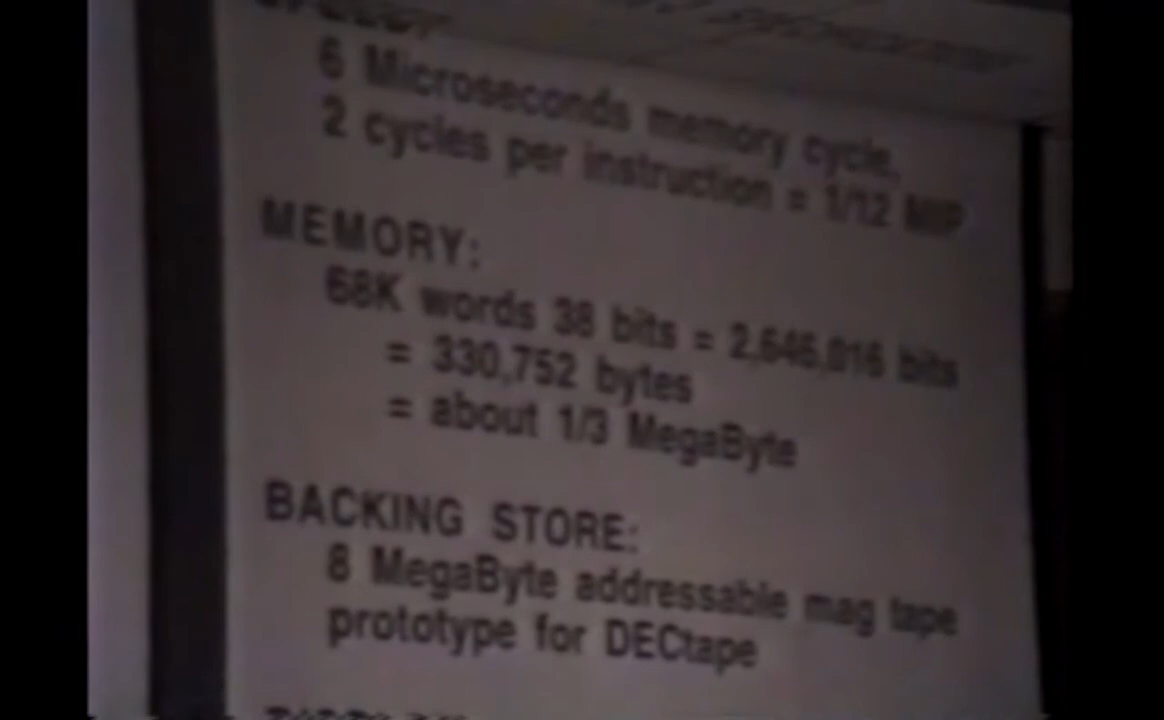 6 Microseconds memory cycle,
2 cycles per instruction = 1/12 MIP
MEMORY:
68K words 38 bits = 2,646,016 bits
= 330,752 bytes
= about 1/3 MegaByte
BACKING STORE:
8 MegaByte addressable mag tape
prototype for DECtape